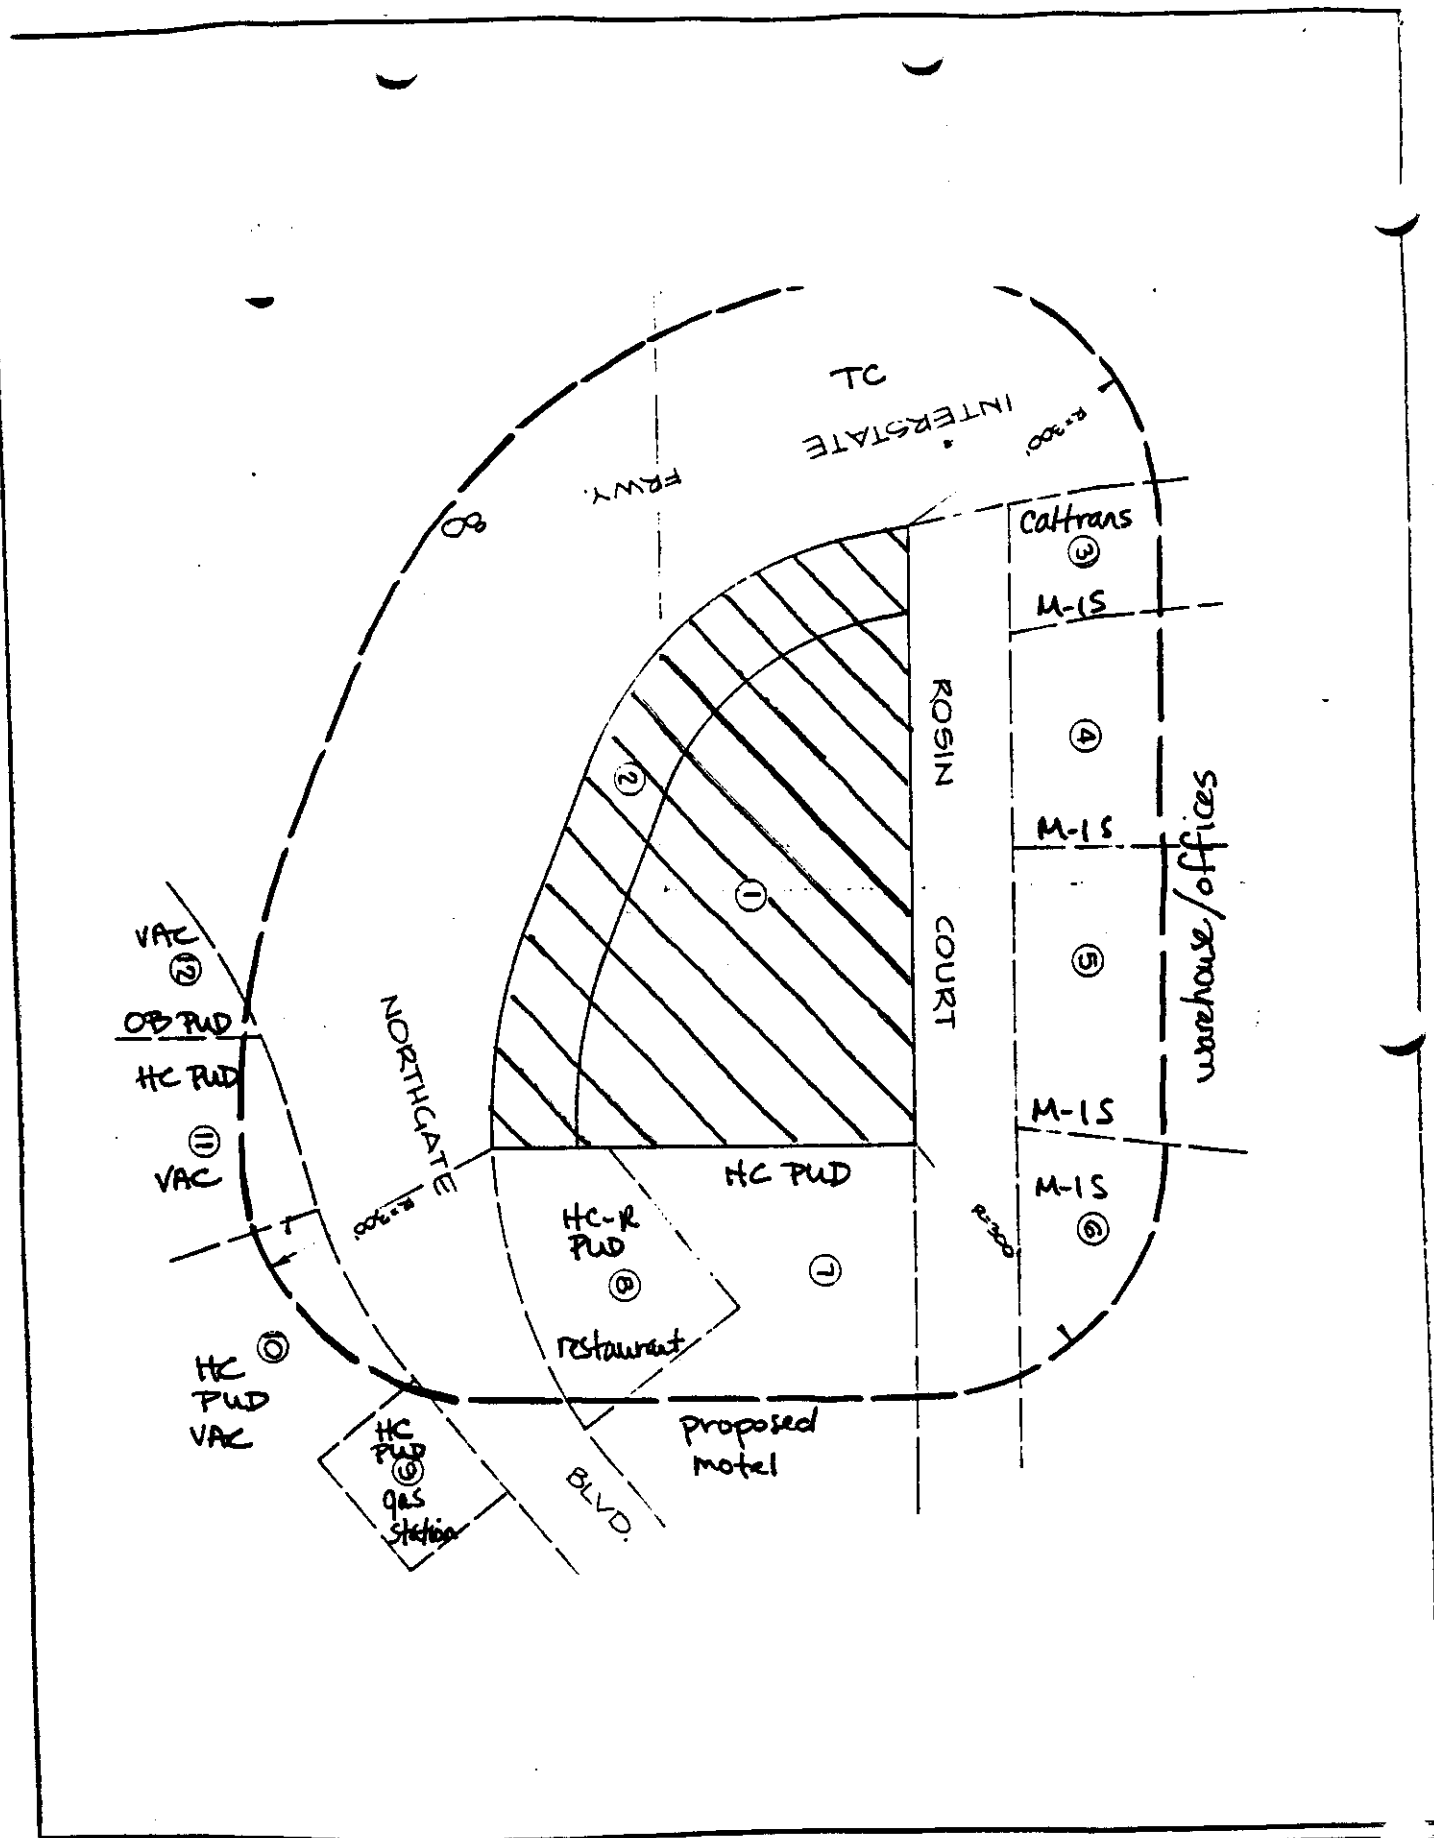 TC
INTERSTATE
FRWY.
80
R=300'
Caltrans
3
M-1S
ROSIN
COURT
4
M-1S
warehouse/offices
5
M-1S
M-1S
6
R=300'
2
1
VAC
12
OB PUD
HC PUD
11
VAC
NORTHGATE
BLVD.
R=300'
HC PUD
7
HC-R
PUD
8
restaurant
proposed
motel
10
HC
PUD
VAC
HC
PUD
9
gas
station